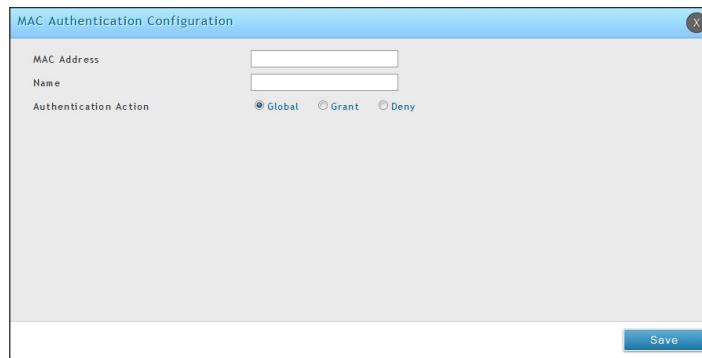 MAC Authentication Configuration
X
MAC Address
Name
Authentication Action Global Grant Deny
Save